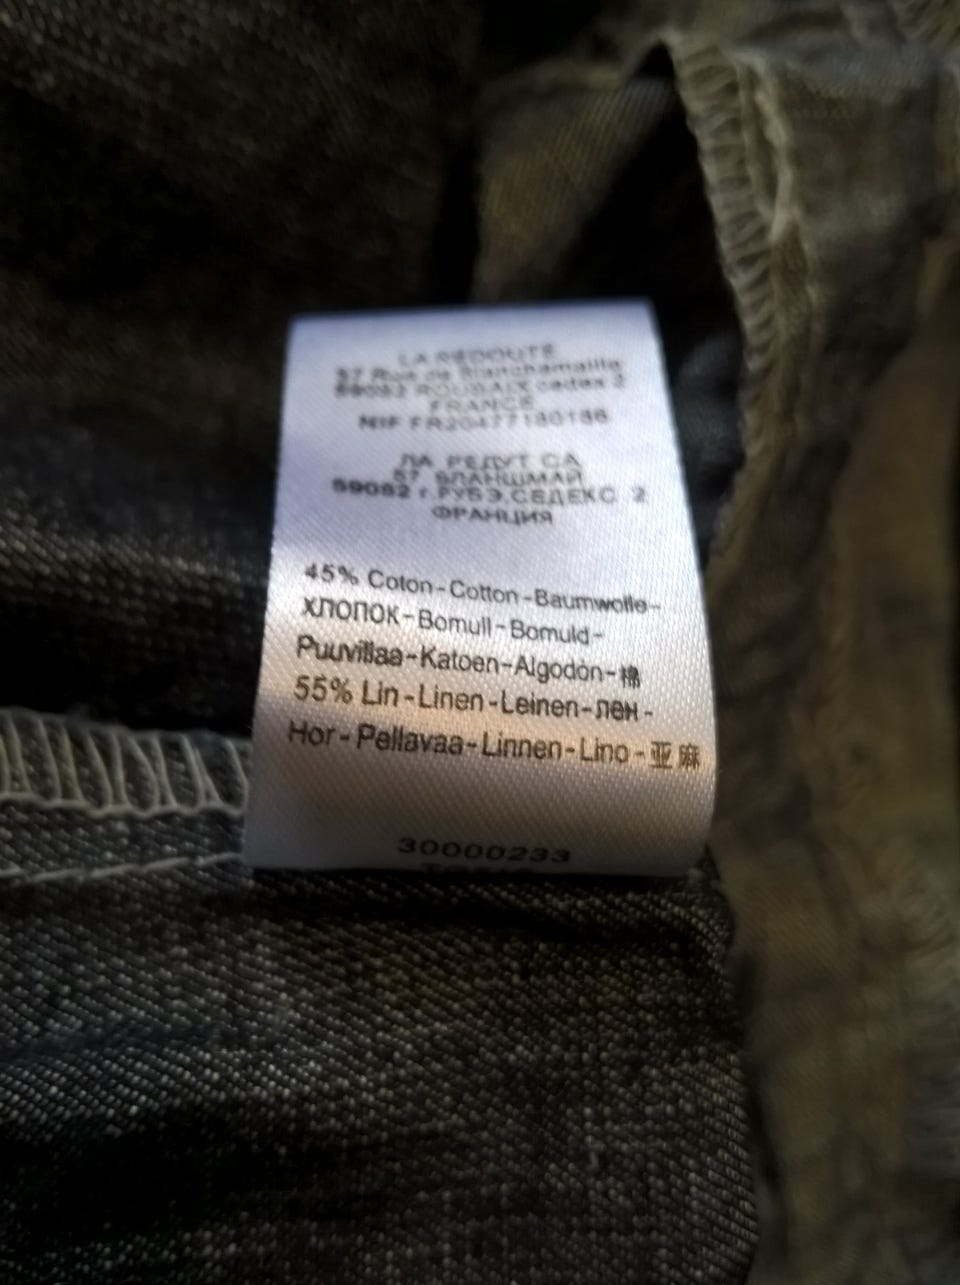 LA REDOUTE
57 Rue de Blanchemaille
59082 ROUBAIX cedex 2
FRANCE
NIF FR20477180186
ЛА РЕДУТ СА
57 БЛАНШМАЙ
59082 г.РУБЭ.СЕДЕКС 2
ФРАНЦИЯ
45% Coton-Cotton-Baumwolle-
ХЛОПОК-Bomull-Bomuld-
Puuvillaa-Katoen-Algodón-棉
55% Lin-Linen-Leinen-лен-
Hor-Pellavaa-Linnen-Lino-亚麻
30000233